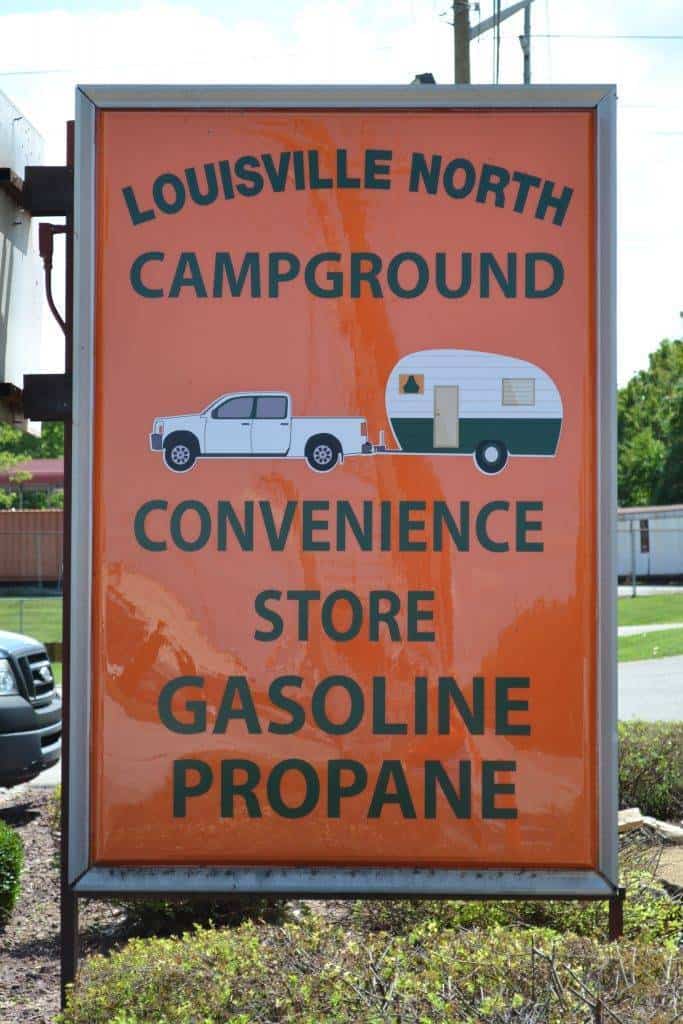 LOUISVILLE NORTH
CAMPGROUND
CONVENIENCE
STORE
GASOLINE
PROPANE